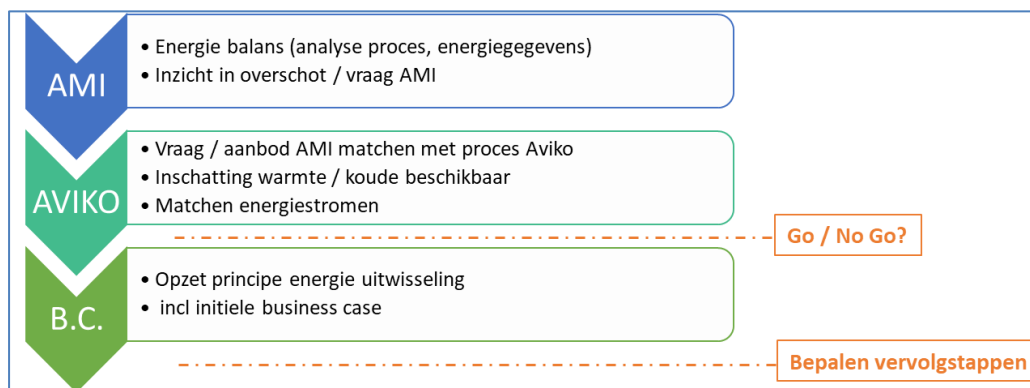 AMI
• Energie balans (analyse proces, energiegegevens)
• Inzicht in overschot / vraag AMI
AVIKO
• Vraag / aanbod AMI matchen met proces Aviko
• Inschatting warmte / koude beschikbaar
• Matchen energiestromen
Go / No Go?
B.C.
• Opzet principe energie uitwisseling
• incl initiele business case
Bepalen vervolgstappen